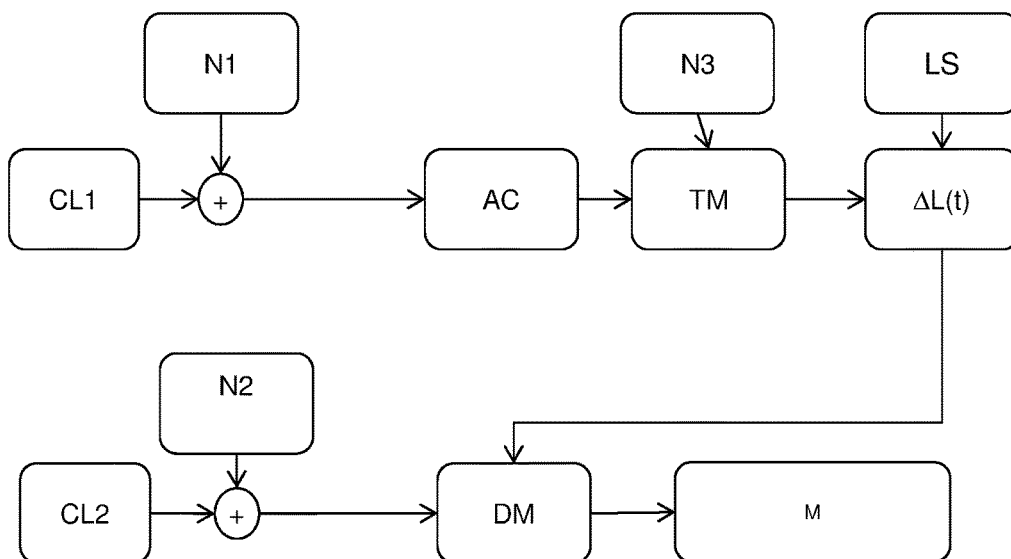 N1
N3
LS
CL1
+
AC
TM
ΔL(t)
N2
CL2
+
DM
M